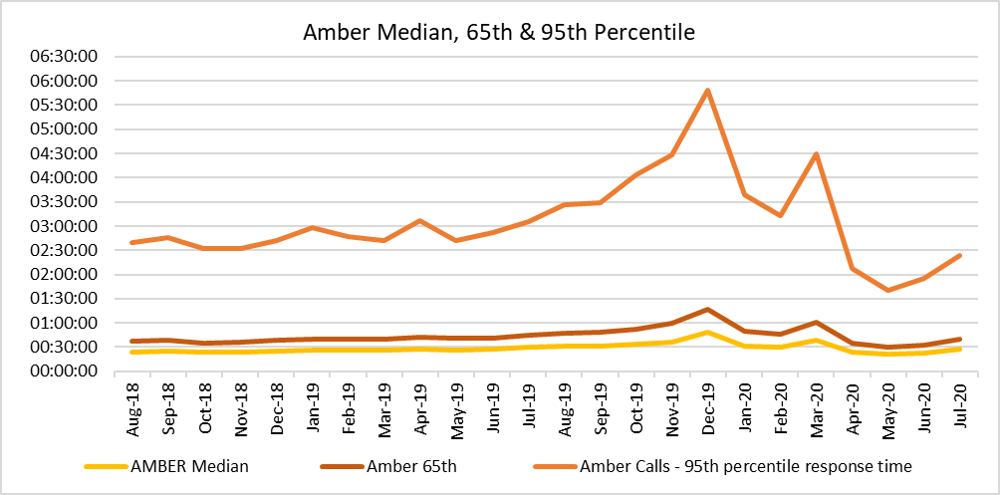 Amber Median, 65th & 95th Percentile
06:30:00
06:00:00
05:30:00
05:00:00
04:30:00
04:00:00
03:30:00
03:00:00
02:30:00
02:00:00
01:30:00
01:00:00
00:30:00
00:00:00
Aug-18
Sep-18
Oct-18
Nov-18
Dec-18
Jan-19
Feb-19
Mar-19
Apr-19
May-19
Jun-19
Jul-19
Aug-19
Sep-19
Oct-19
Nov-19
Dec-19
Jan-20
Feb-20
Mar-20
Apr-20
May-20
Jun-20
Jul-20
AMBER Median Amber 65th Amber Calls - 95th percentile response time